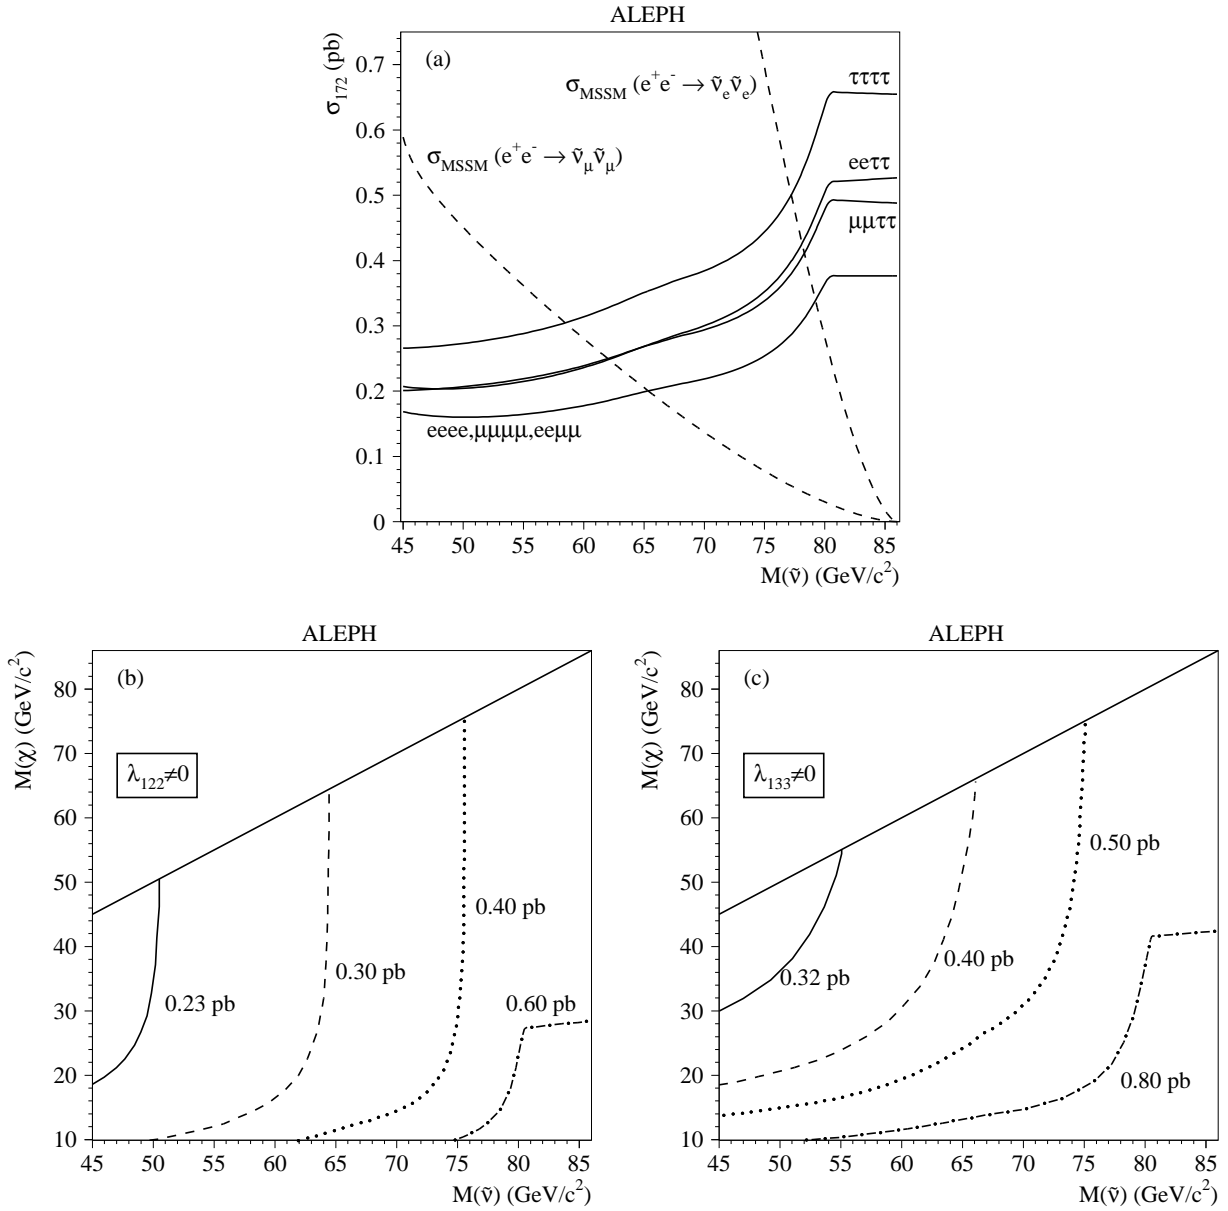 ALEPH
(a)
σ₁₇₂ (pb)
0.7
0.6
0.5
0.4
0.3
0.2
0.1
0
σ_MSSM (e⁺e⁻ → ν̃ₑν̃ₑ)
σ_MSSM (e⁺e⁻ → ν̃_μν̃_μ)
ττττ
eeττ
μμττ
eeee,μμμμ,eeμμ
45 50 55 60 65 70 75 80 85
M(ν̃) (GeV/c²)
ALEPH
(b)
M(χ) (GeV/c²)
80
70
60
50
40
30
20
10
λ₁₂₂≠0
0.40 pb
0.30 pb
0.23 pb
0.60 pb
45 50 55 60 65 70 75 80 85
M(ν̃) (GeV/c²)
ALEPH
(c)
M(χ) (GeV/c²)
80
70
60
50
40
30
20
10
λ₁₃₃≠0
0.50 pb
0.40 pb
0.32 pb
0.80 pb
45 50 55 60 65 70 75 80 85
M(ν̃) (GeV/c²)